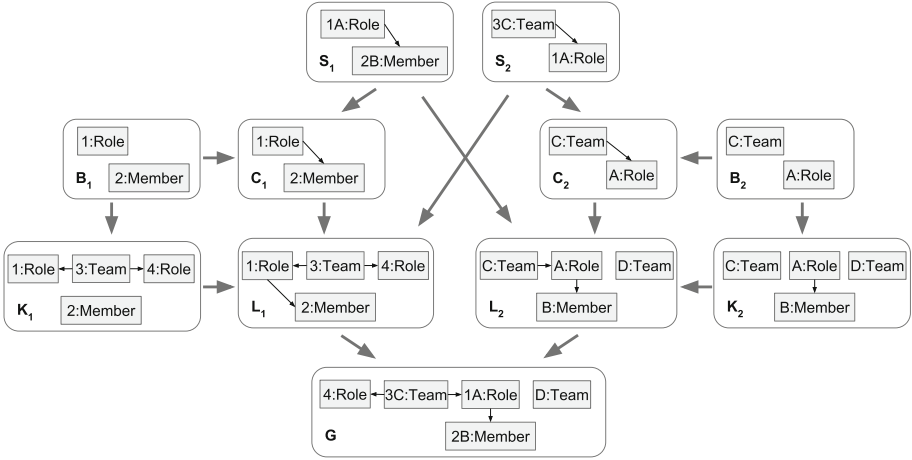 1A:Role
2B:Member
S1
3C:Team
1A:Role
S2
1:Role
2:Member
B1
1:Role
2:Member
C1
C:Team
A:Role
C2
C:Team
A:Role
B2
1:Role 3:Team 4:Role
2:Member
K1
1:Role 3:Team 4:Role
2:Member
L1
C:Team A:Role D:Team
B:Member
L2
C:Team A:Role D:Team
B:Member
K2
4:Role 3C:Team 1A:Role D:Team
2B:Member
G